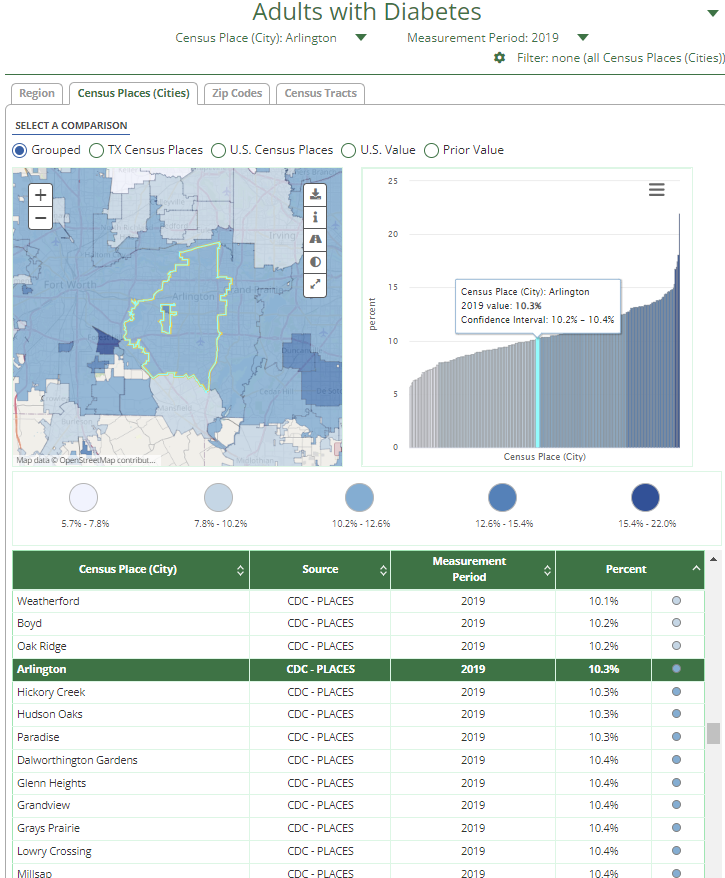 Adults with Diabetes
Census Place (City): Arlington
Measurement Period: 2019
Filter: none (all Census Places (Cities))
Region
Census Places (Cities)
Zip Codes
Census Tracts
SELECT A COMPARISON
Grouped
TX Census Places
U.S. Census Places
U.S. Value
Prior Value
+
−
i
Irving
Fort Worth
Arlington
Mansfield
Map data © OpenStreetMap contribut...
25
20
15
10
5
0
percent
Census Place (City): Arlington
2019 value: 10.3%
Confidence Interval: 10.2% - 10.4%
Census Place (City)
5.7% - 7.8%
7.8% - 10.2%
10.2% - 12.6%
12.6% - 15.4%
15.4% - 22.0%
Census Place (City) Source Measurement Period Percent
Weatherford CDC - PLACES 2019 10.1%
Boyd CDC - PLACES 2019 10.2%
Oak Ridge CDC - PLACES 2019 10.2%
Arlington CDC - PLACES 2019 10.3%
Hickory Creek CDC - PLACES 2019 10.3%
Hudson Oaks CDC - PLACES 2019 10.3%
Paradise CDC - PLACES 2019 10.3%
Dalworthington Gardens CDC - PLACES 2019 10.4%
Glenn Heights CDC - PLACES 2019 10.4%
Grandview CDC - PLACES 2019 10.4%
Grays Prairie CDC - PLACES 2019 10.4%
Lowry Crossing CDC - PLACES 2019 10.4%
Millsap CDC - PLACES 2019 10.4%